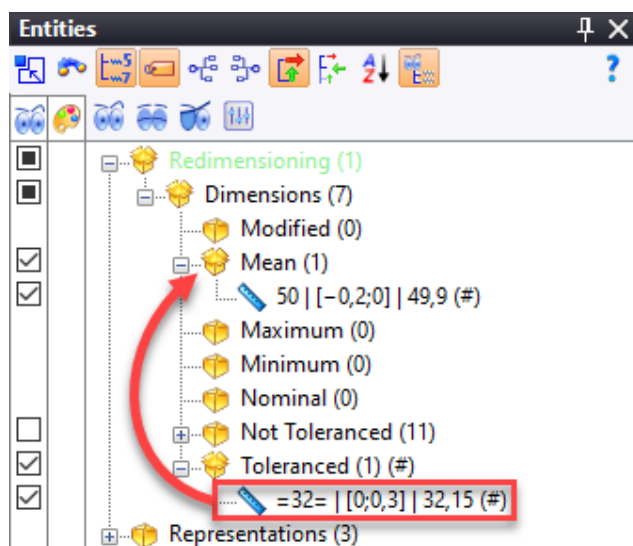 Entities
Redimensioning (1)
Dimensions (7)
Modified (0)
Mean (1)
50 | [−0,2;0] | 49,9 (#)
Maximum (0)
Minimum (0)
Nominal (0)
Not Toleranced (11)
Toleranced (1) (#)
=32= | [0;0,3] | 32,15 (#)
Representations (3)